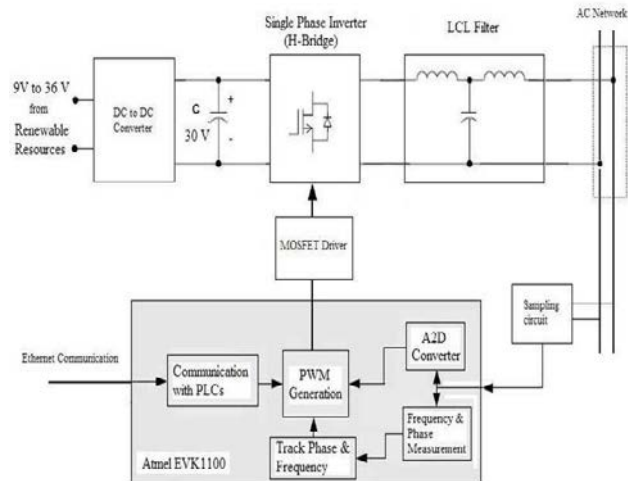 Single Phase Inverter
(H-Bridge)
LCL Filter
AC Network
9V to 36 V
from
Renewable
Resources
DC to DC
Converter
C
+
30 V
-
MOSFET Driver
Sampling
circuit
Ethernet Communication
Communication
with PLCs
PWM
Generation
A2D
Converter
Track Phase &
Frequency
Frequency &
Phase
Measurement
Atmel EVK1100